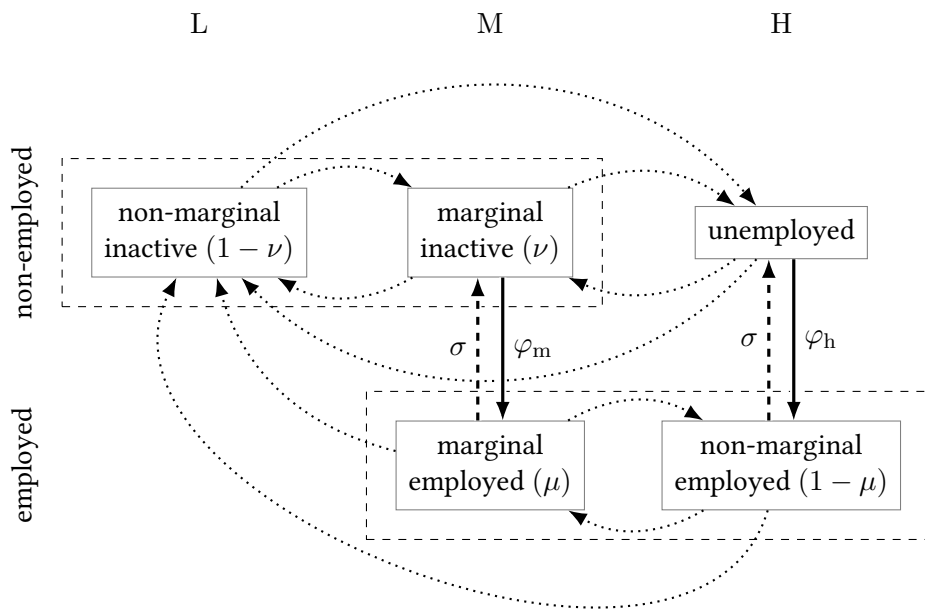 L M H
non-employed
non-marginal
inactive (1 − ν)
marginal
inactive (ν)
unemployed
σ φm σ φh
employed
marginal
employed (μ)
non-marginal
employed (1 − μ)